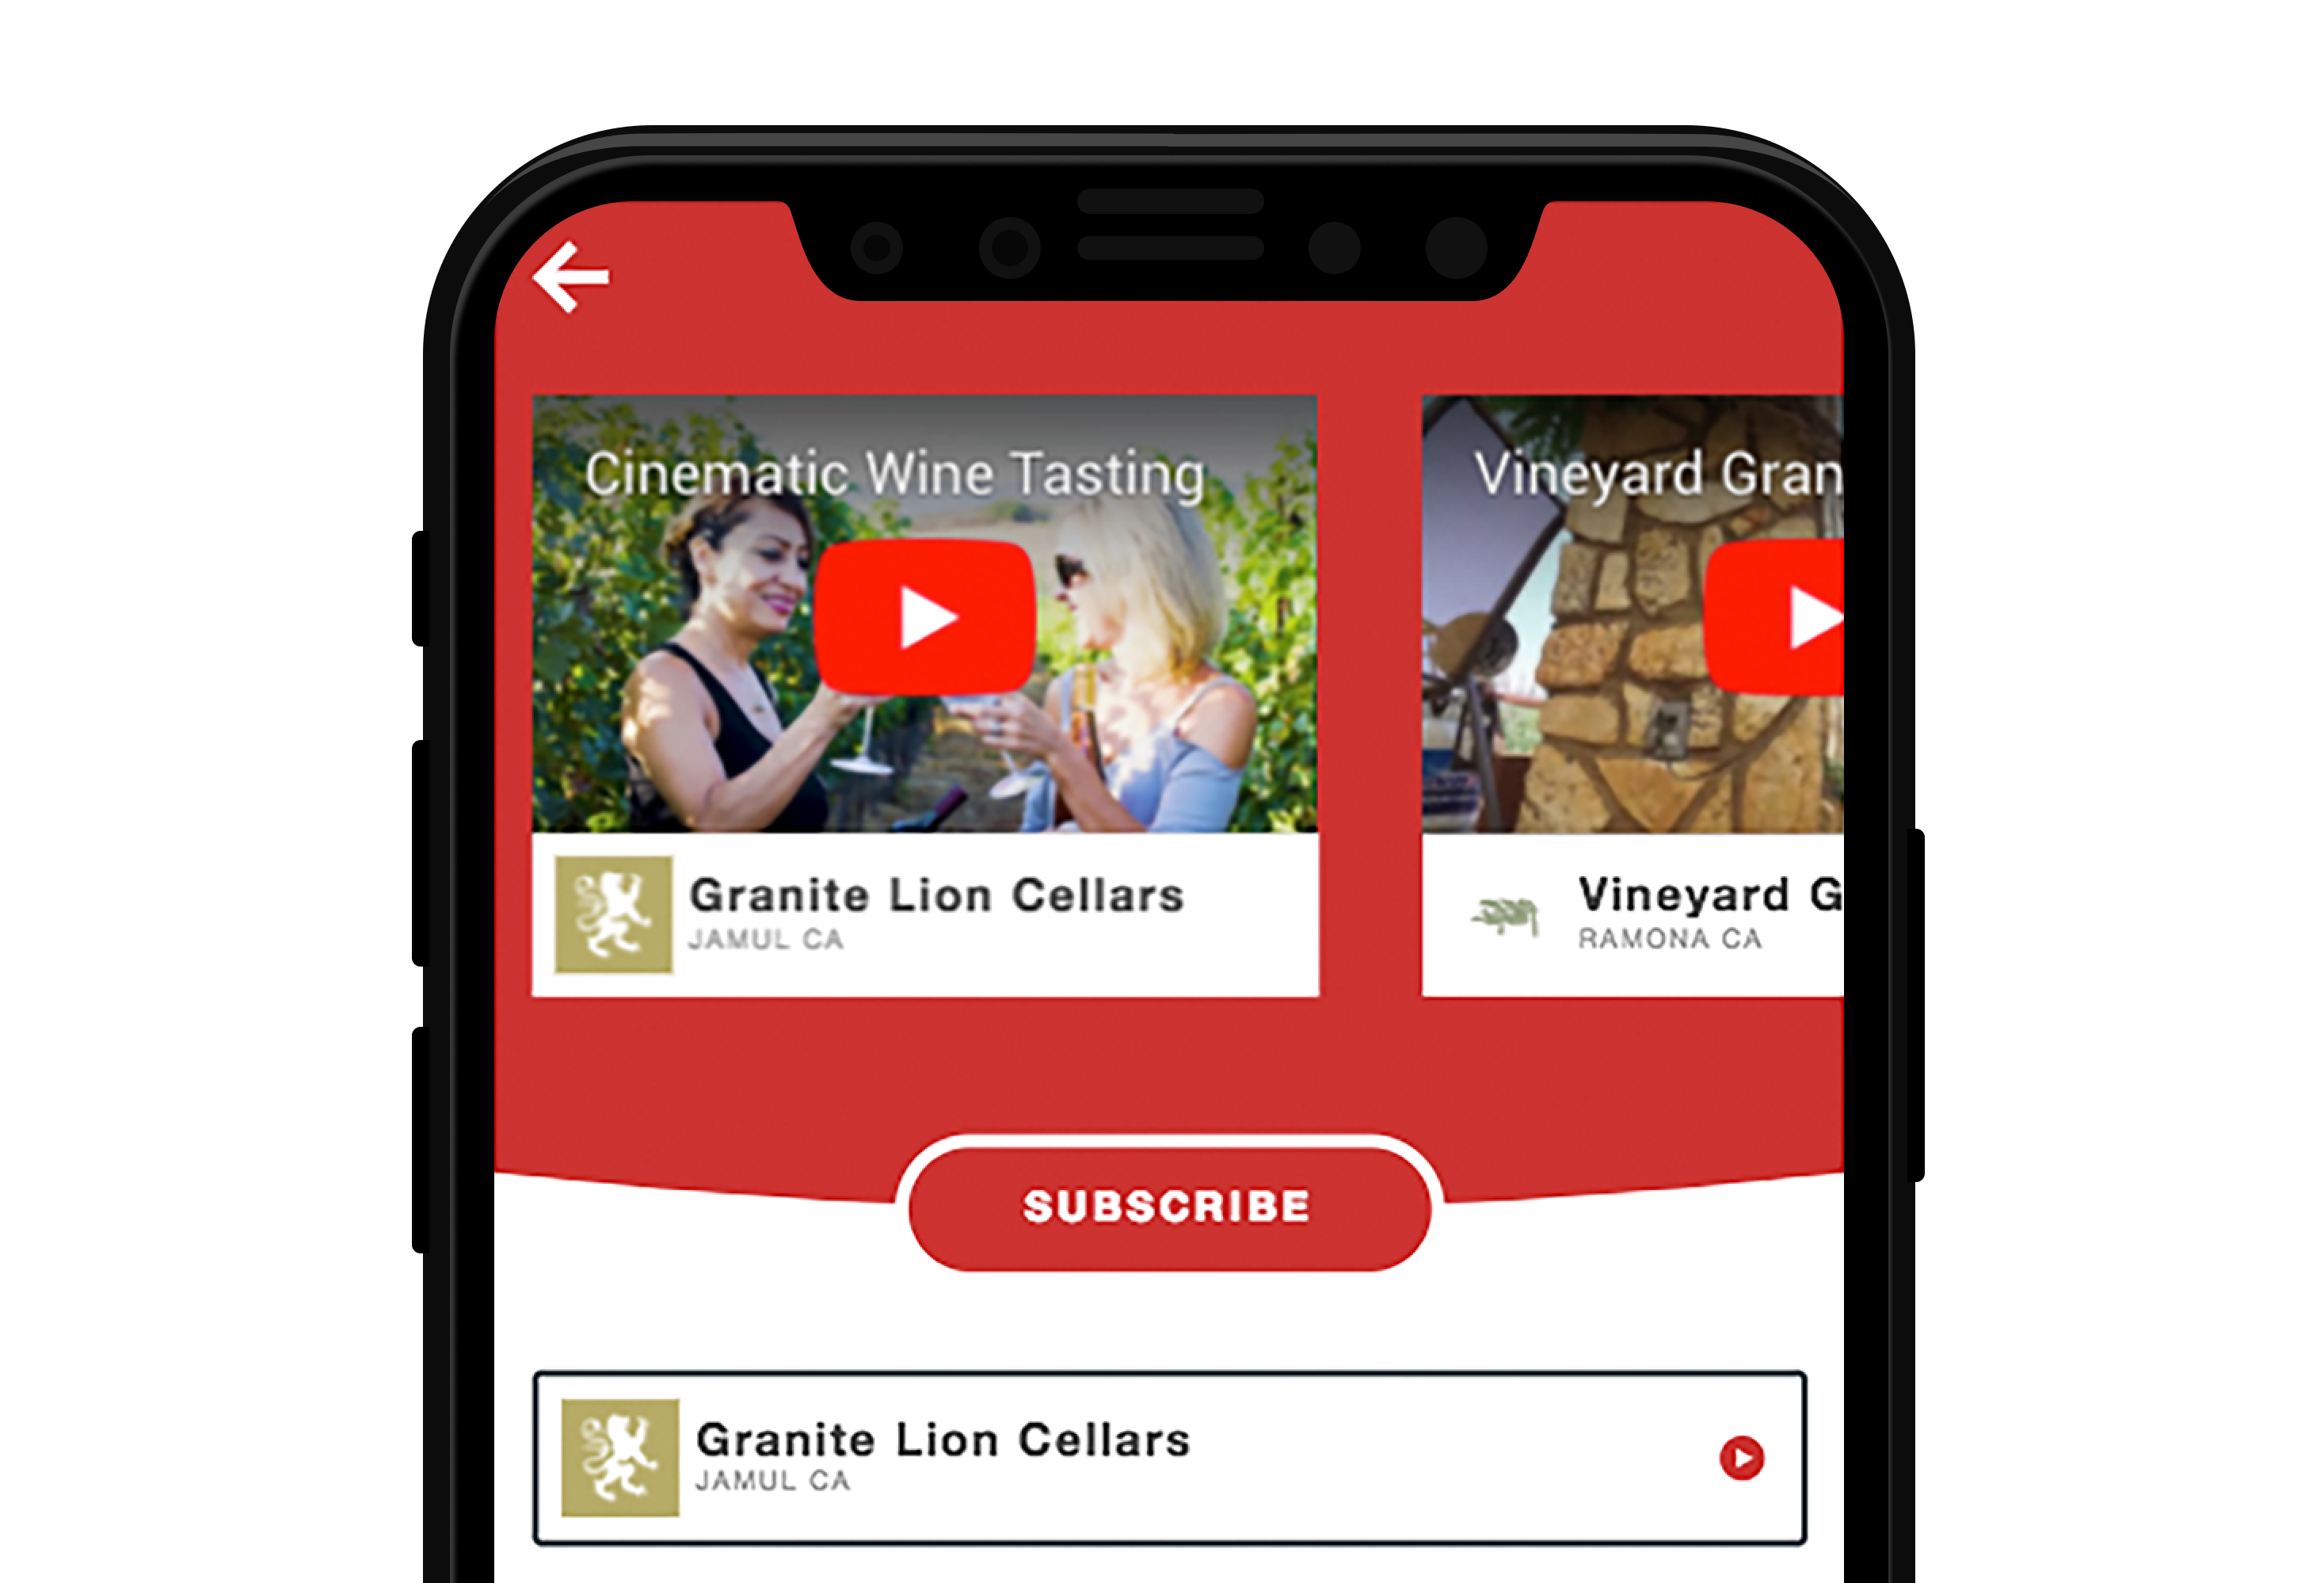 Cinematic Wine Tasting
Vineyard Gran
Granite Lion Cellars
JAMUL CA
Vineyard G
RAMONA CA
SUBSCRIBE
Granite Lion Cellars
JAMUL CA